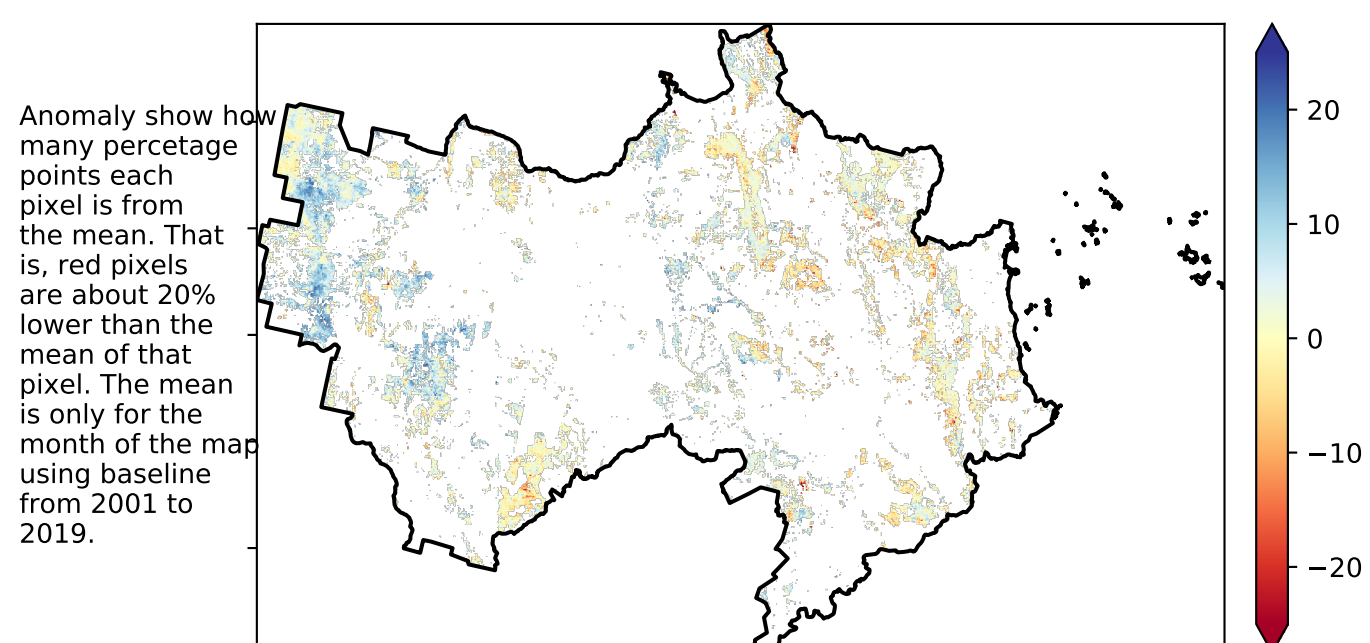 Anomaly show how
many percetage
points each
pixel is from
the mean. That
is, red pixels
are about 20%
lower than the
mean of that
pixel. The mean
is only for the
month of the map
using baseline
from 2001 to
2019.
20
10
0
−10
−20